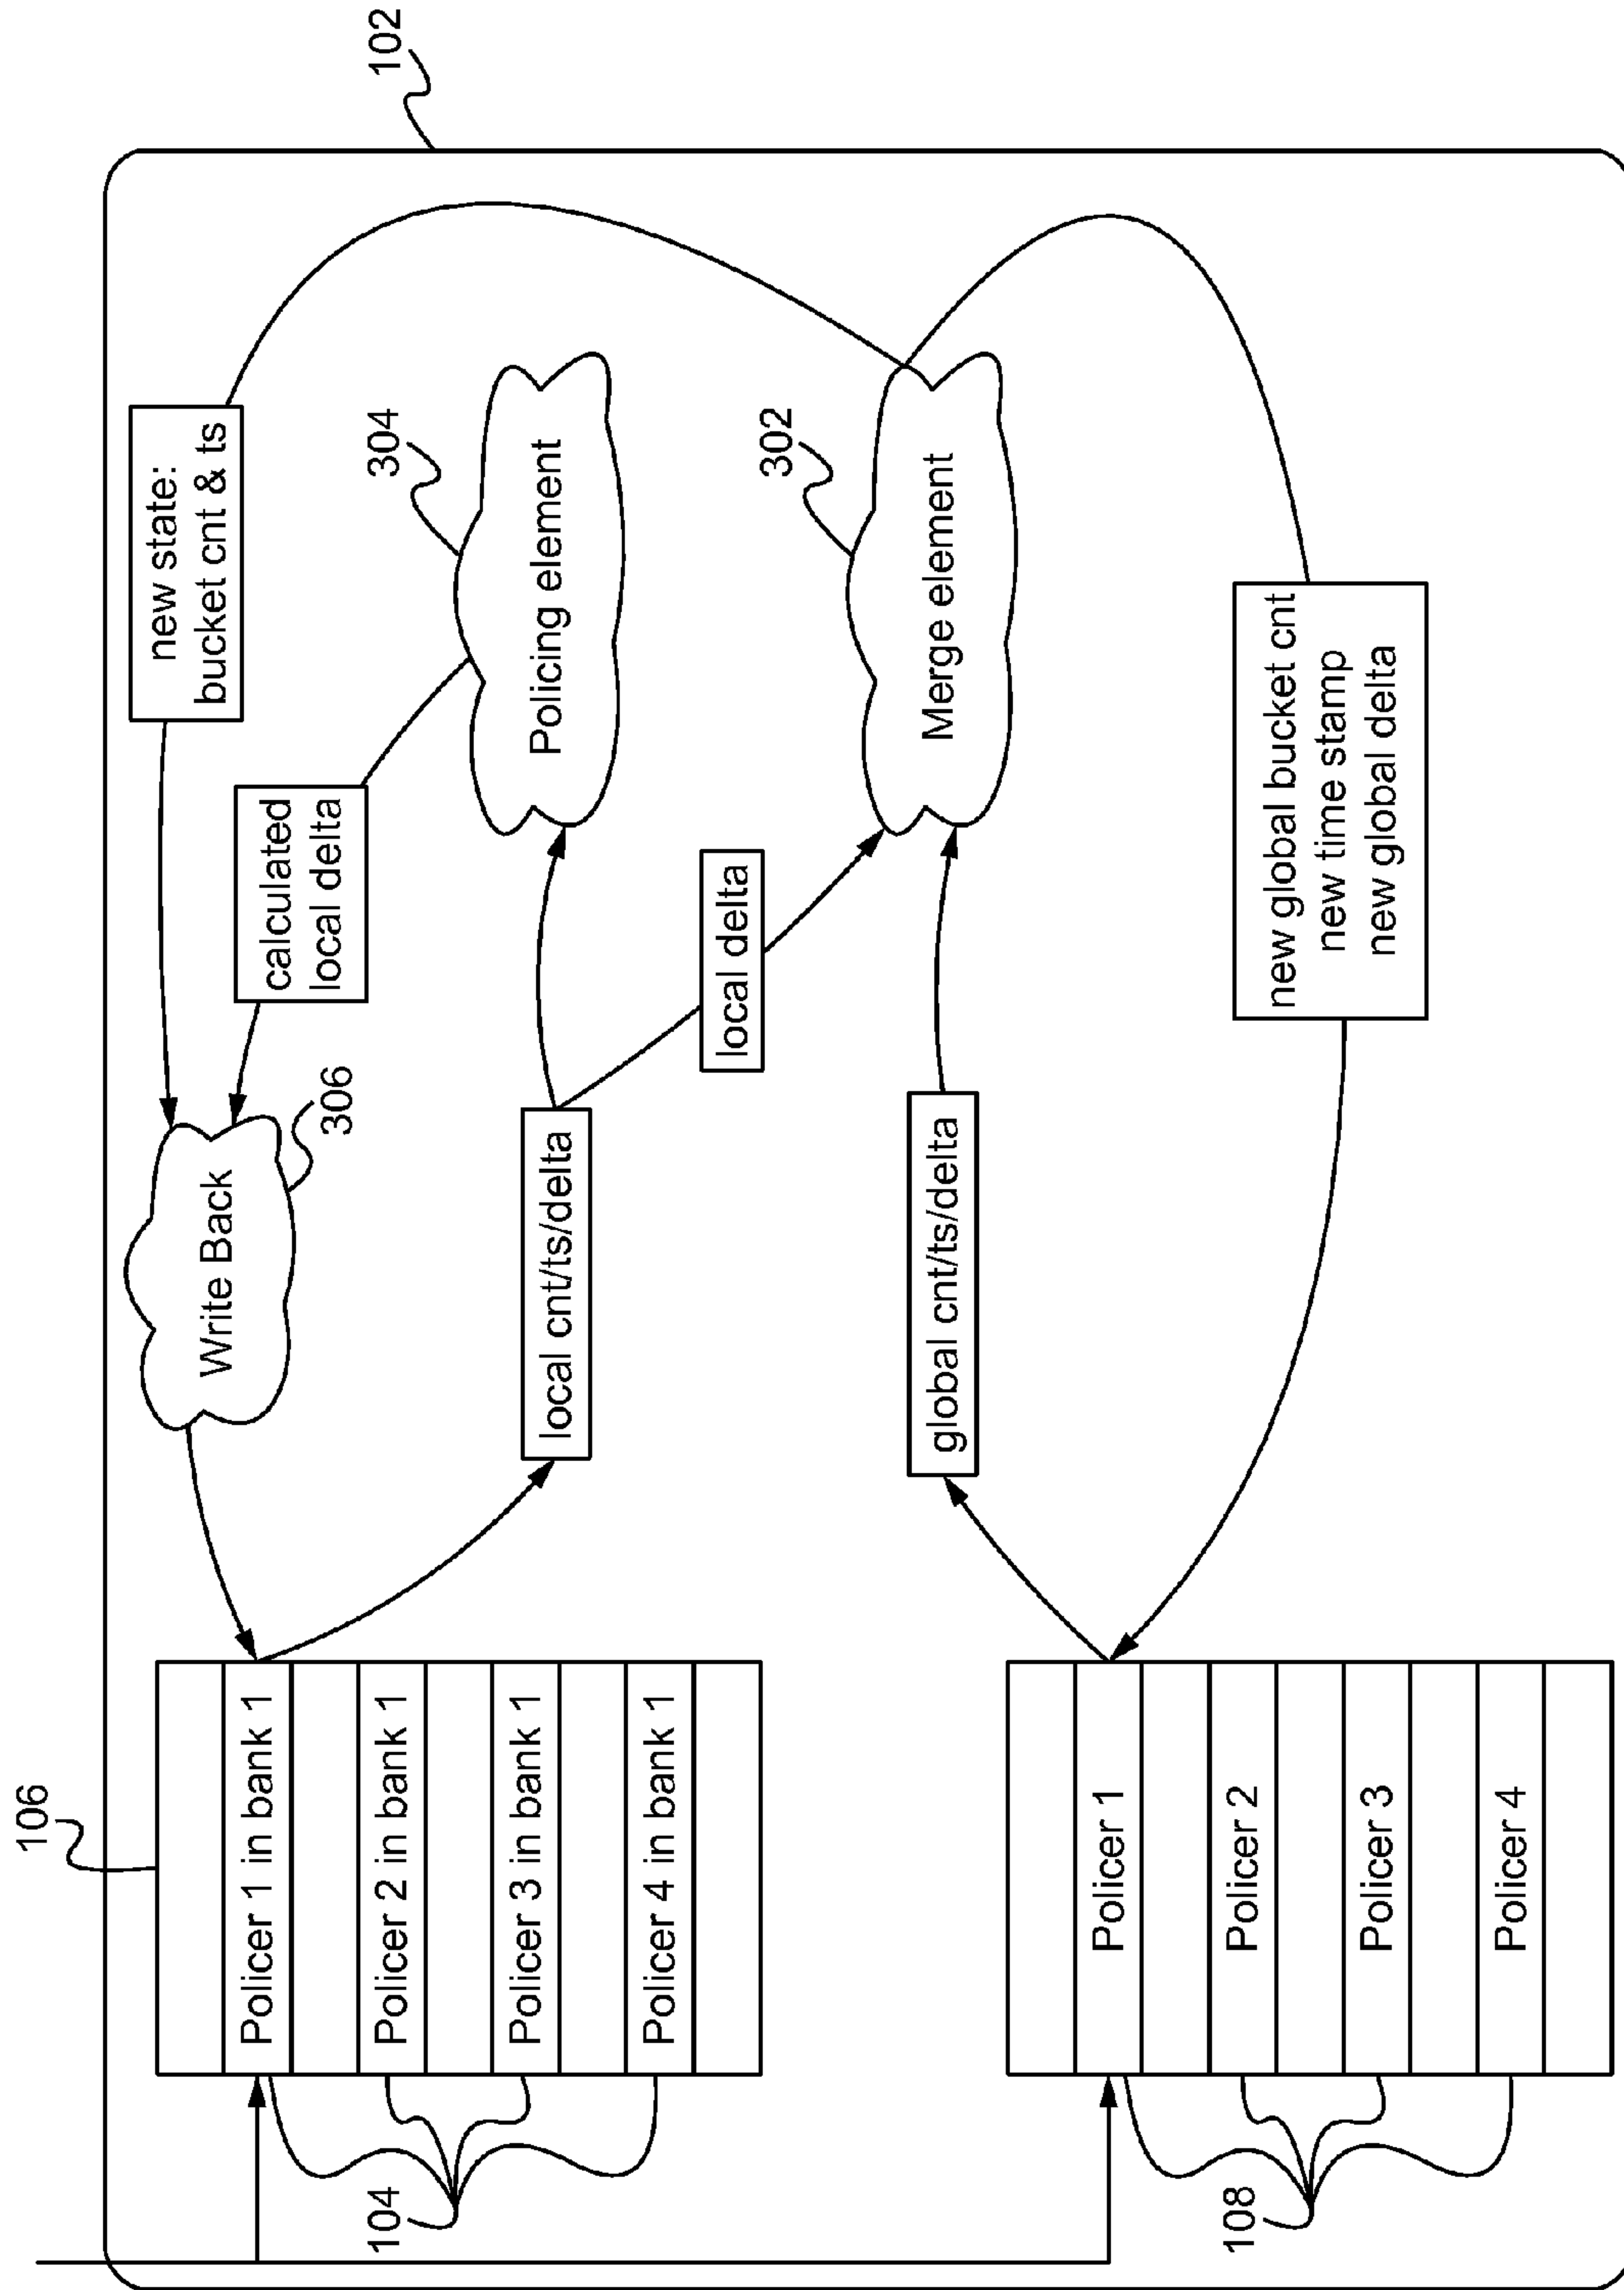 102
new state:
bucket cnt & ts
304
Policing element
302
Merge element
calculated
local delta
local delta
new global bucket cnt
new time stamp
new global delta
306
Write Back
local cnt/ts/delta
global cnt/ts/delta
106
Policer 1 in bank 1
Policer 2 in bank 1
Policer 3 in bank 1
Policer 4 in bank 1
Policer 1
Policer 2
Policer 3
Policer 4
104
108